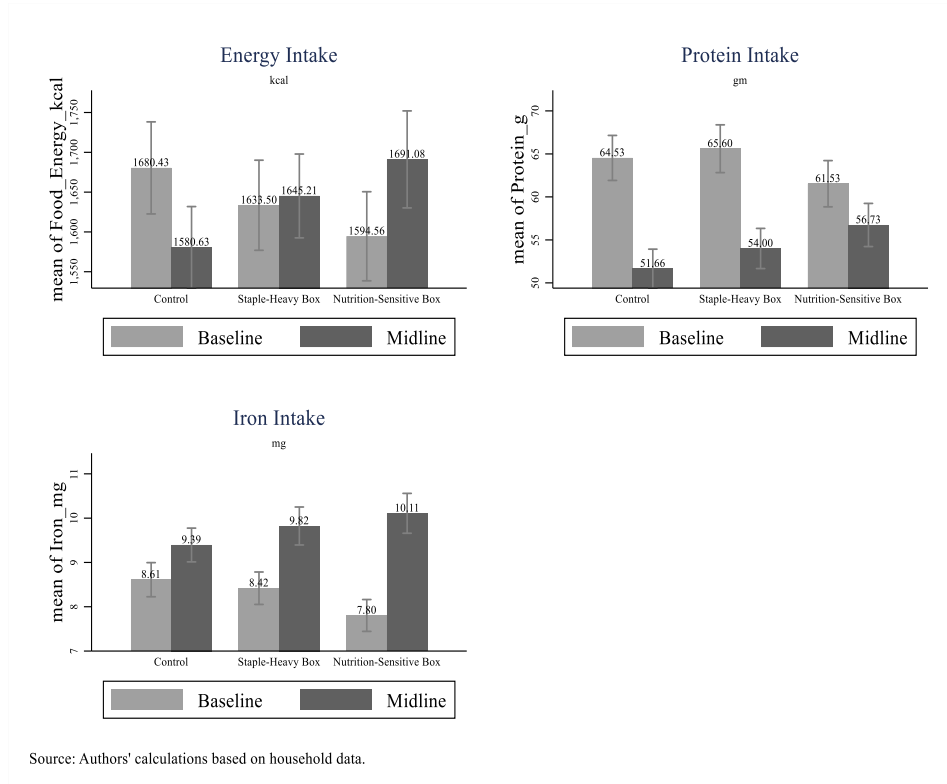 Energy Intake
kcal
mean of Food_Energy_kcal
1,750
1,700
1,650
1,600
1,550
1680.43
1580.63
1633.50
1645.21
1594.56
1691.08
Control
Staple-Heavy Box
Nutrition-Sensitive Box
Baseline
Midline
Protein Intake
gm
mean of Protein_g
70
65
60
55
50
64.53
51.66
65.60
54.00
61.53
56.73
Control
Staple-Heavy Box
Nutrition-Sensitive Box
Baseline
Midline
Iron Intake
mg
mean of Iron_mg
11
10
9
8
7
8.61
9.39
8.42
9.82
7.80
10.11
Control
Staple-Heavy Box
Nutrition-Sensitive Box
Baseline
Midline
Source: Authors' calculations based on household data.